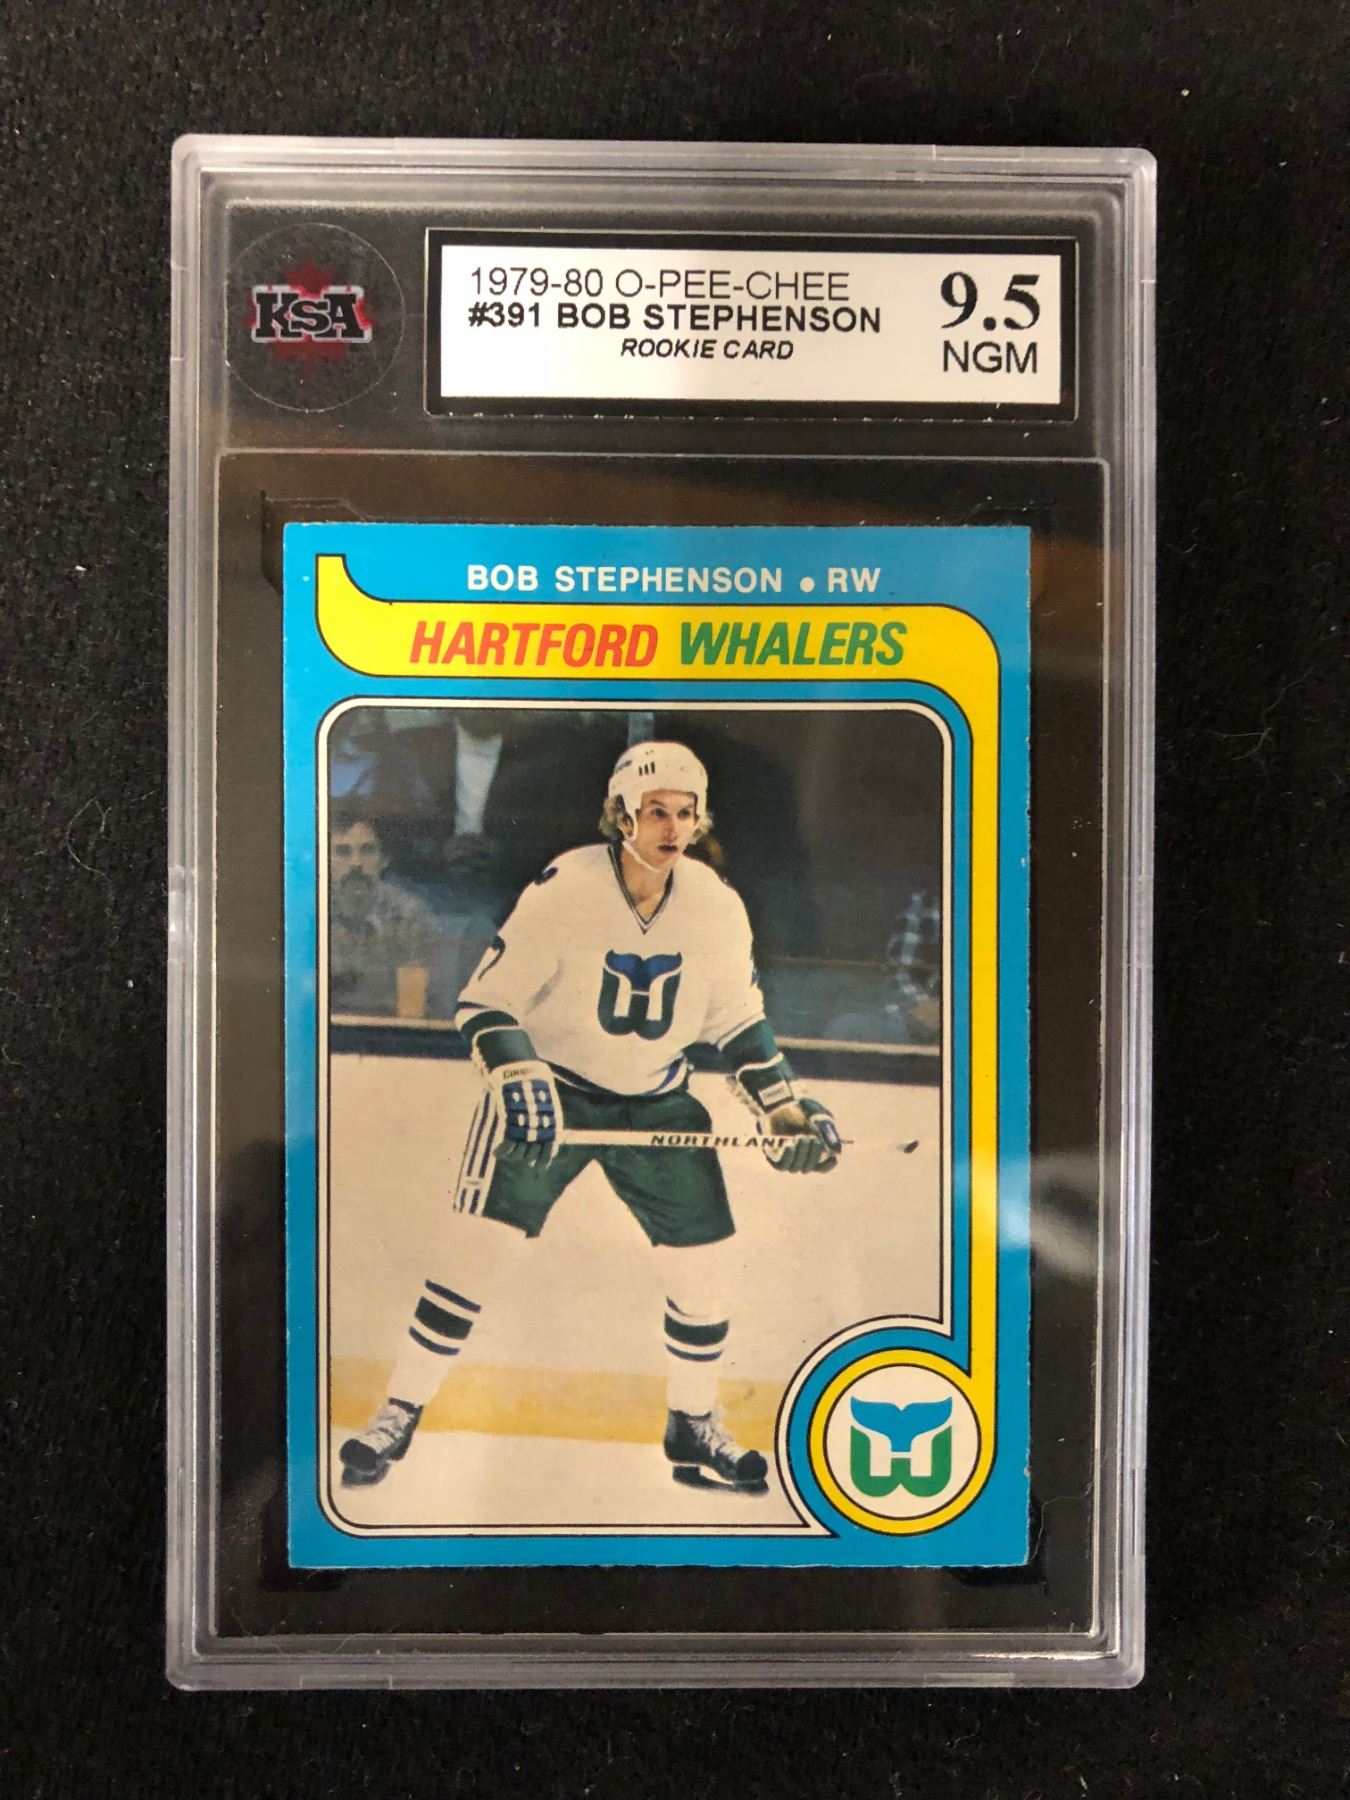 KSA
1979-80 O-PEE-CHEE
#391 BOB STEPHENSON
ROOKIE CARD
9.5
NGM
BOB STEPHENSON • RW
HARTFORD WHALERS
Cooper
NORTHLAND